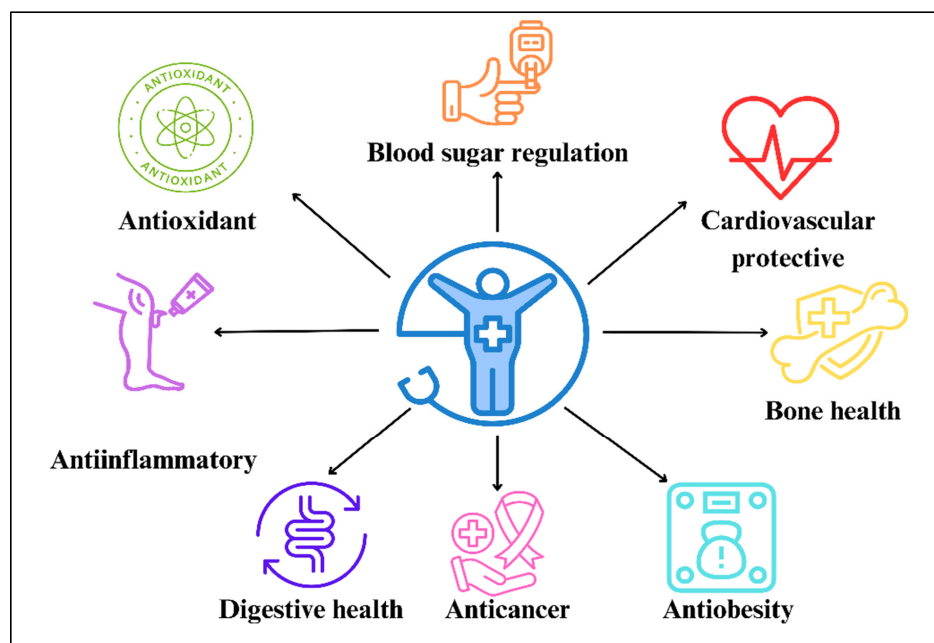 ANTIOXIDANT
ANTIOXIDANT
Antioxidant
Blood sugar regulation
Cardiovascular
protective
Antiinflammatory
Bone health
Digestive health
Anticancer
Antiobesity